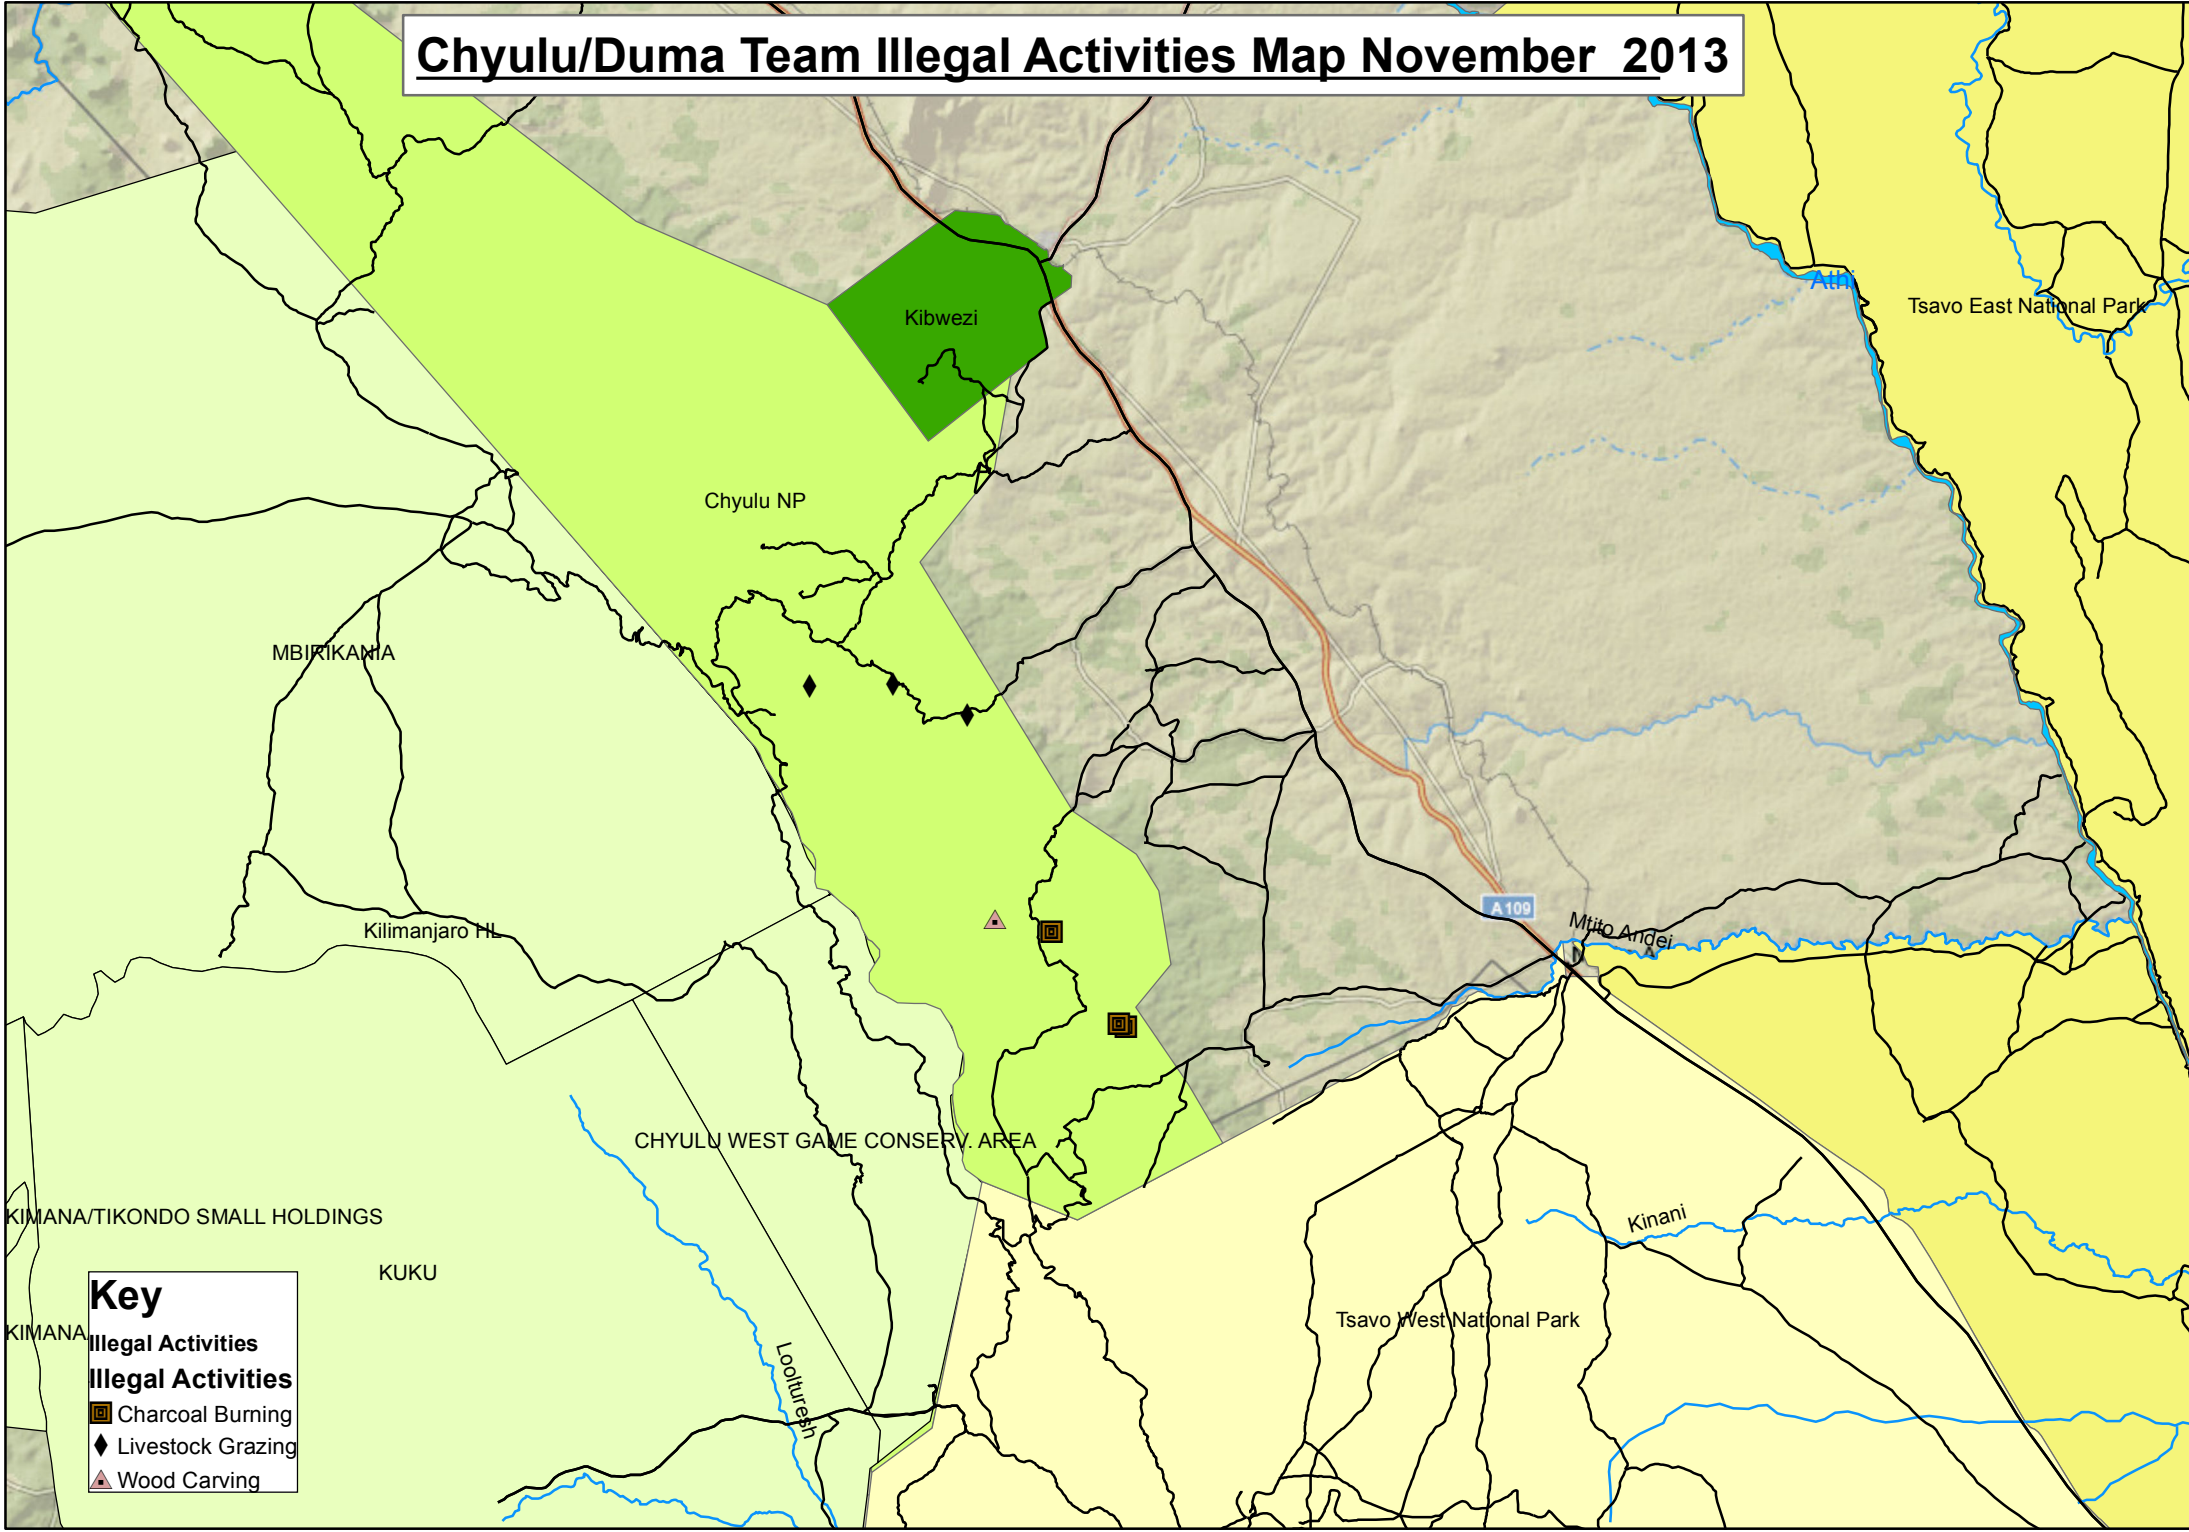 Chyulu/Duma Team Illegal Activities Map November 2013
Athi
Tsavo East National Park
Kibwezi
Chyulu NP
MBIRIKANIA
A109
Kilimanjaro HL
Mtito Andei
CHYULU WEST GAME CONSERV. AREA
KIMANA/TIKONDO SMALL HOLDINGS
Kinani
KUKU
Tsavo West National Park
KIMANA
Loolturesh
Key
Illegal Activities
Illegal Activities
Charcoal Burning
Livestock Grazing
Wood Carving